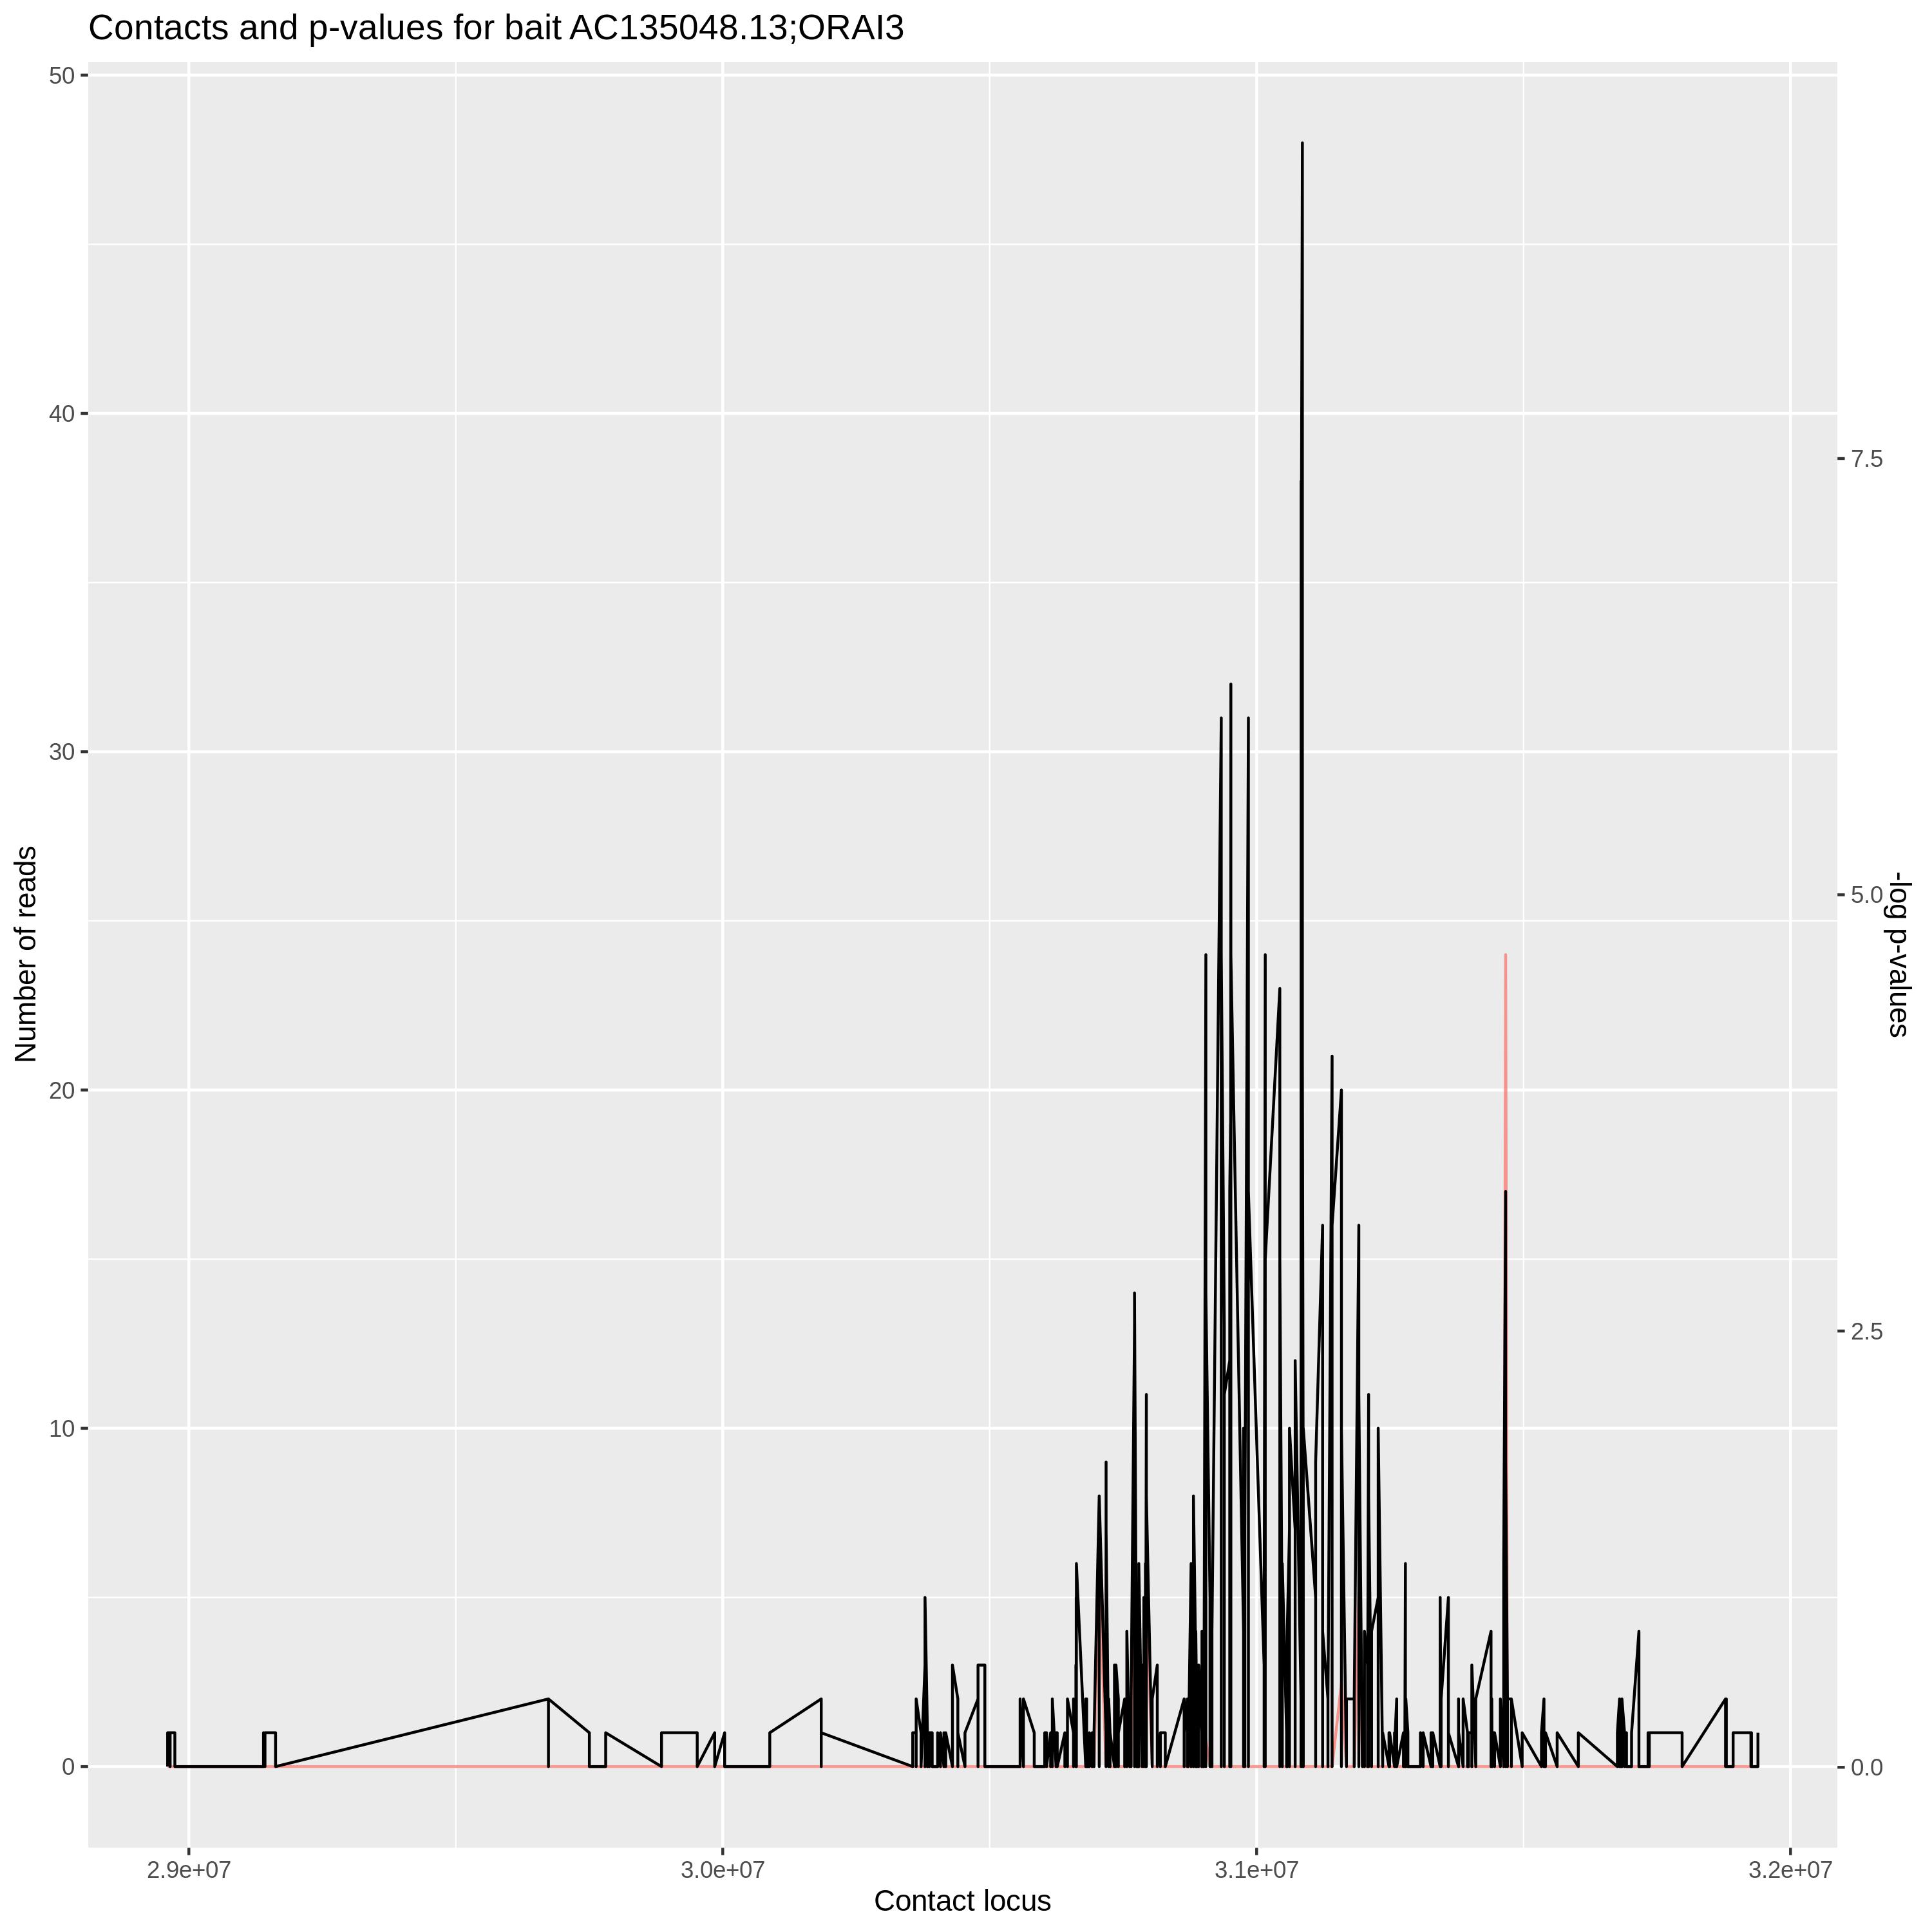 Contacts and p-values for bait AC135048.13;ORAI3
50
40
30
20
10
0
Number of reads
7.5
5.0
2.5
0.0
-log p-values
2.9e+07
3.0e+07
3.1e+07
3.2e+07
Contact locus